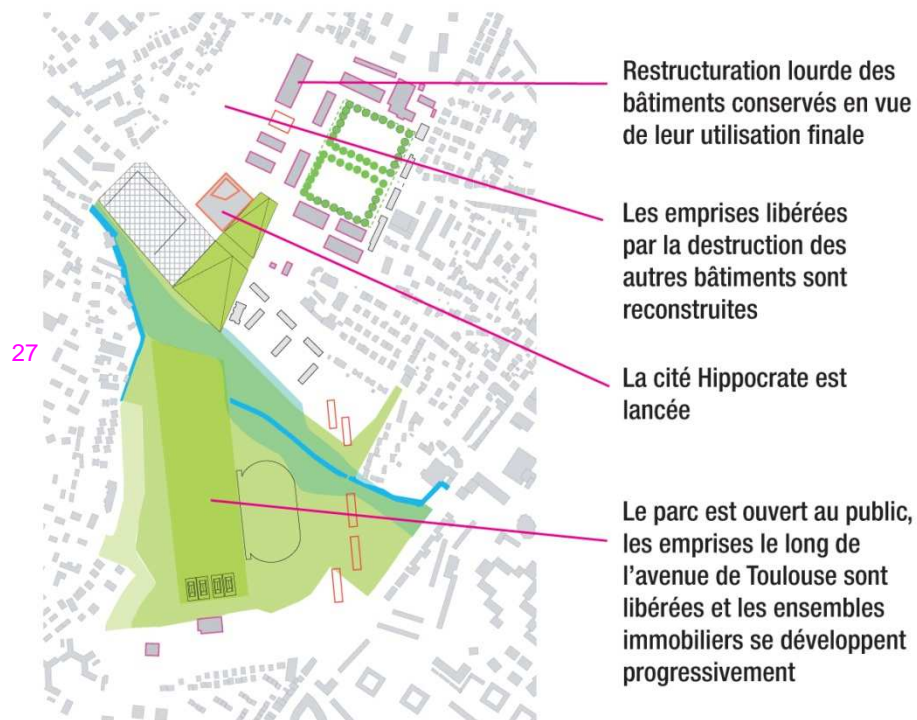 Restructuration lourde des
bâtiments conservés en vue
de leur utilisation finale
Les emprises libérées
par la destruction des
autres bâtiments sont
reconstruites
27
La cité Hippocrate est
lancée
Le parc est ouvert au public,
les emprises le long de
l’avenue de Toulouse sont
libérées et les ensembles
immobiliers se développent
progressivement